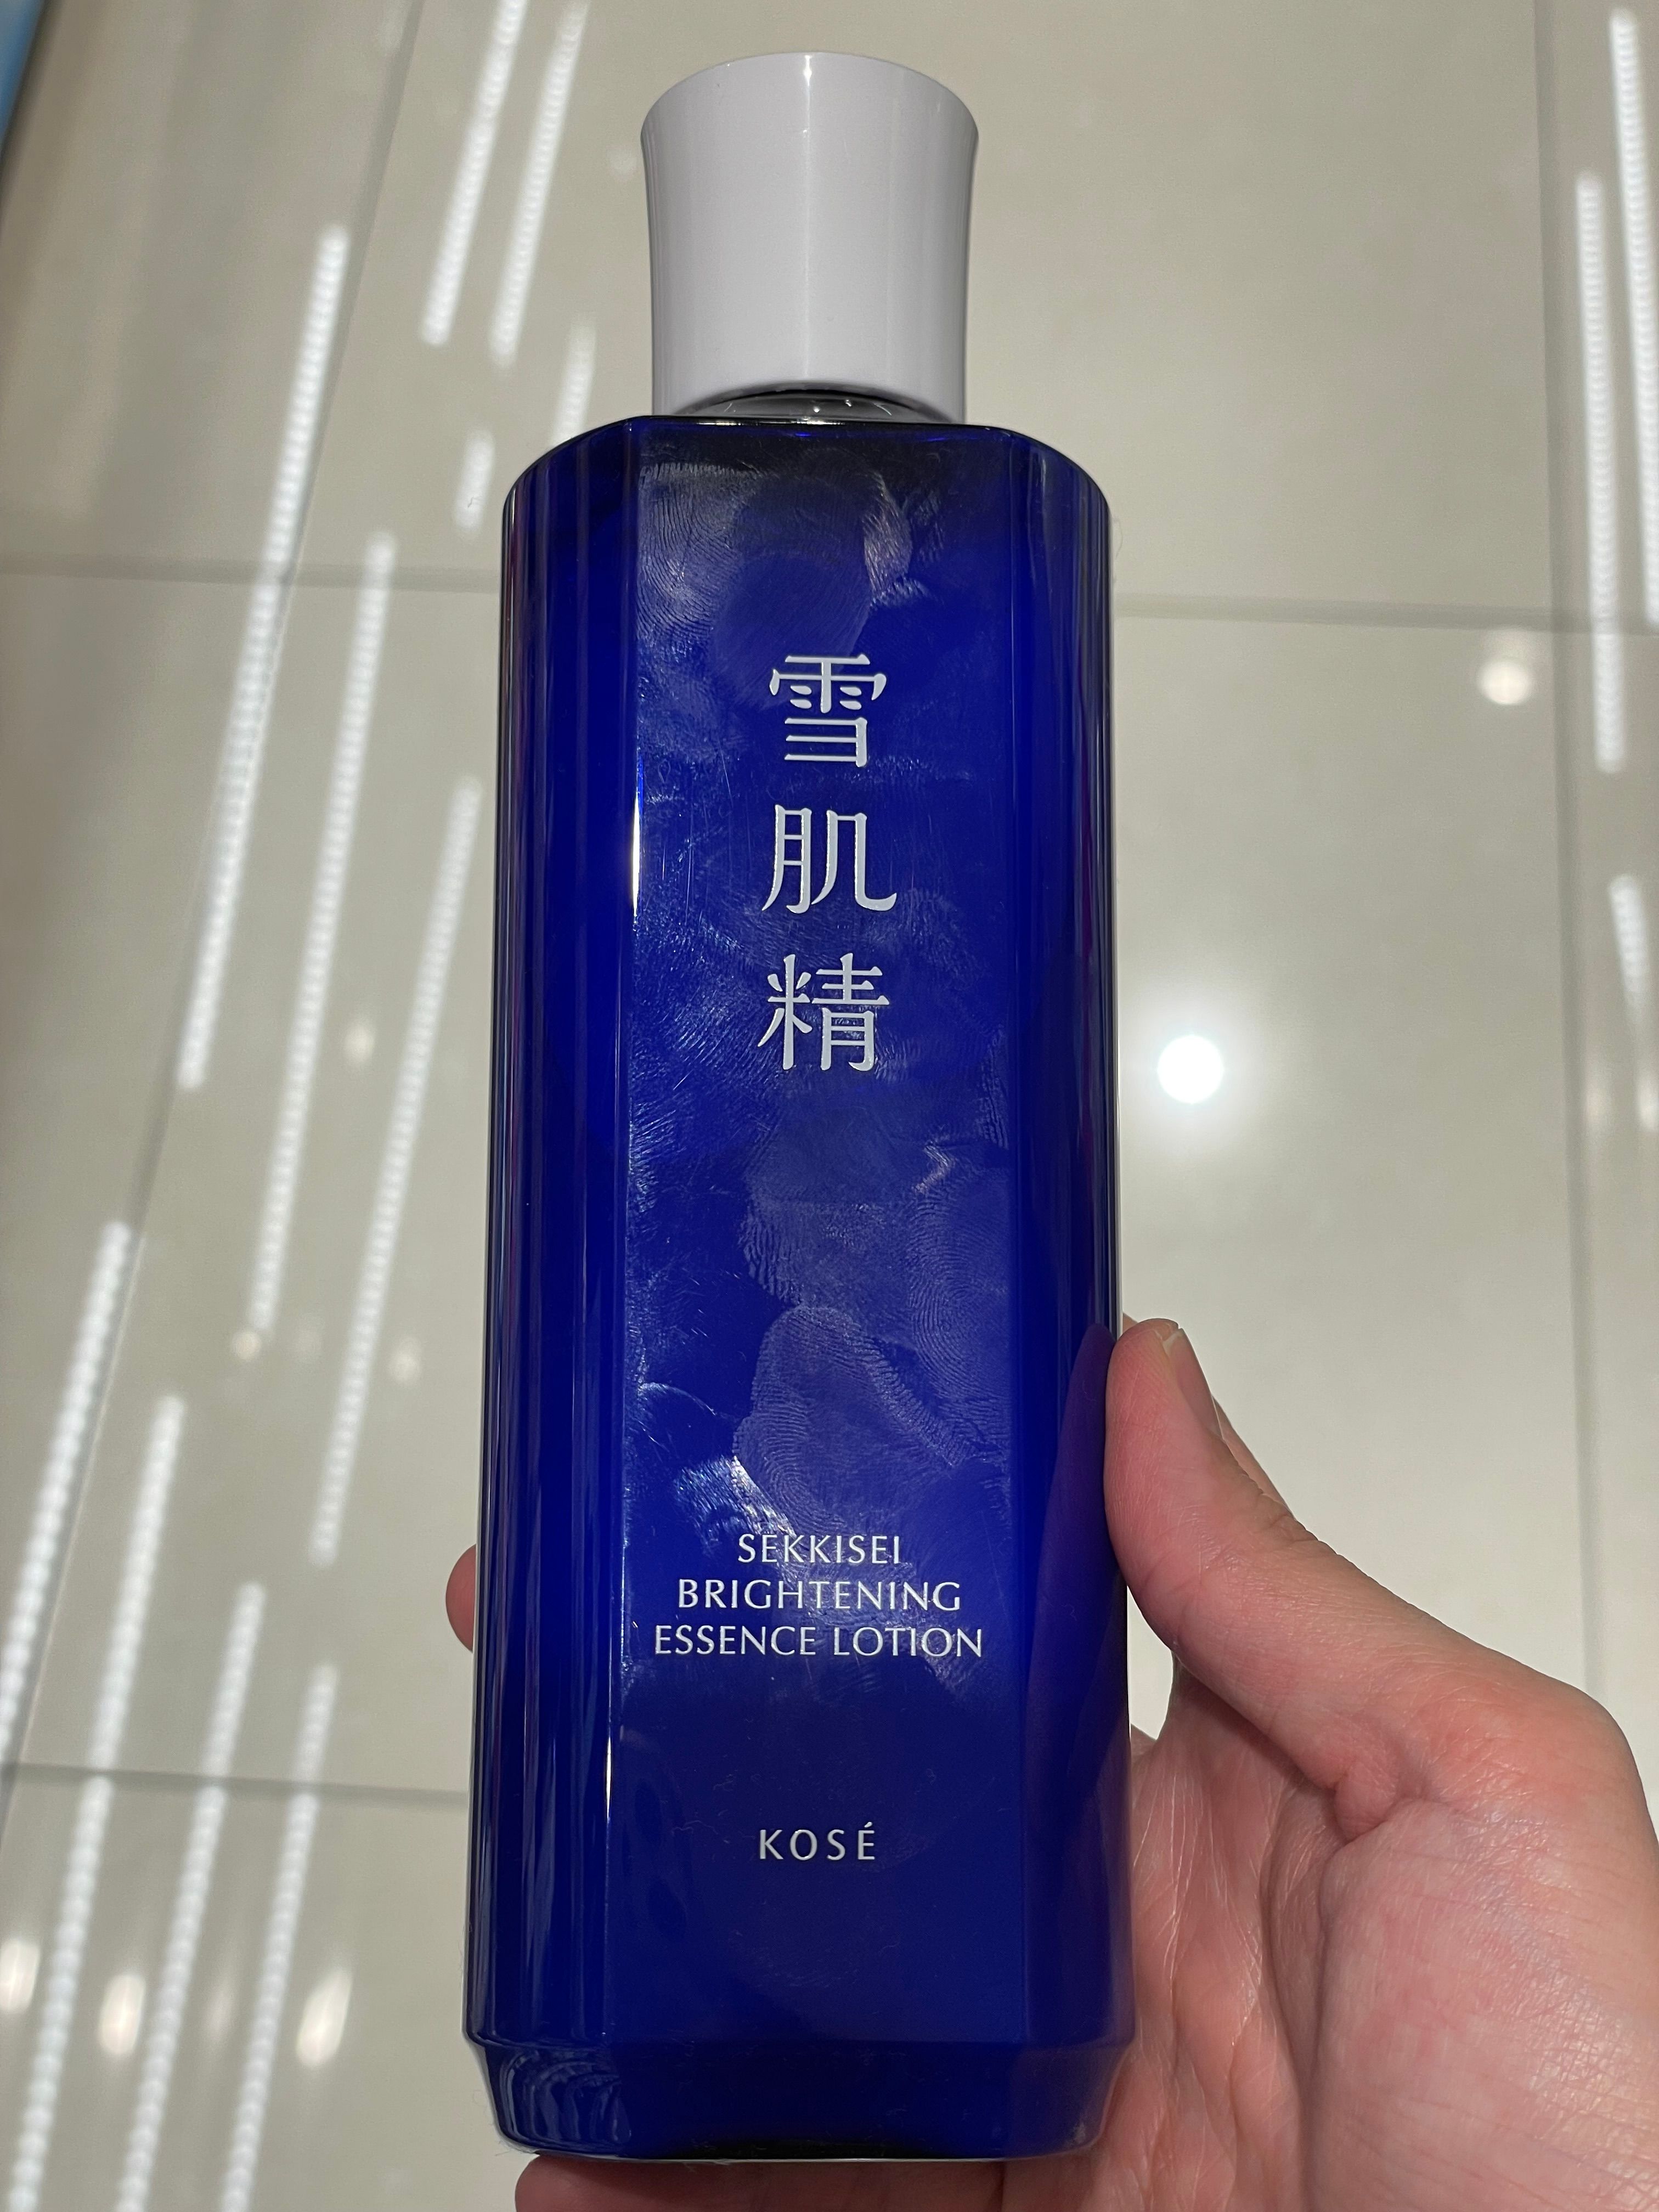 雪肌精
SEKKISEI
BRIGHTENING
ESSENCE LOTION
KOSÉ